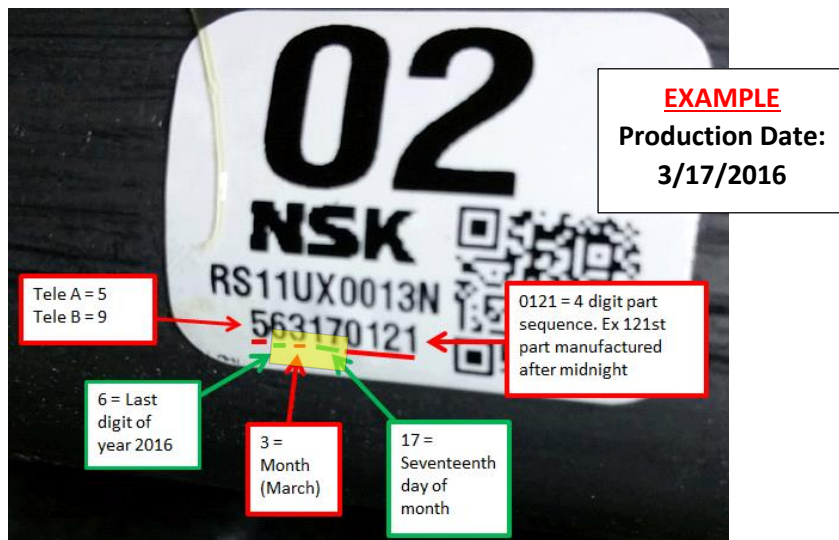 02
NSK
RS11UX0013N
563170121
EXAMPLE
Production Date:
3/17/2016
Tele A = 5
Tele B = 9
0121 = 4 digit part
sequence. Ex 121st
part manufactured
after midnight
6 = Last
digit of
year 2016
3 =
Month
(March)
17 =
Seventeenth
day of
month